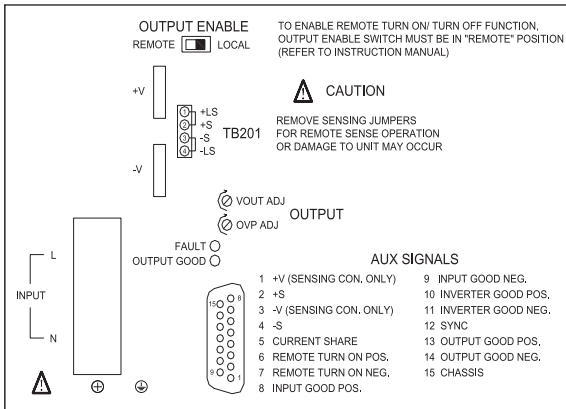 OUTPUT ENABLE
REMOTE LOCAL
TO ENABLE REMOTE TURN ON/ TURN OFF FUNCTION,
OUTPUT ENABLE SWITCH MUST BE IN "REMOTE" POSITION
(REFER TO INSTRUCTION MANUAL)
CAUTION
REMOVE SENSING JUMPERS
FOR REMOTE SENSE OPERATION
OR DAMAGE TO UNIT MAY OCCUR
+V
-V
1 +LS
2 +S
3 -S
4 -LS
TB201
VOUT ADJ
OVP ADJ
OUTPUT
FAULT
OUTPUT GOOD
L
INPUT
N
15 8
9 1
AUX SIGNALS
1 +V (SENSING CON. ONLY)
2 +S
3 -V (SENSING CON. ONLY)
4 -S
5 CURRENT SHARE
6 REMOTE TURN ON POS.
7 REMOTE TURN ON NEG.
8 INPUT GOOD POS.
9 INPUT GOOD NEG.
10 INVERTER GOOD POS.
11 INVERTER GOOD NEG.
12 SYNC
13 OUTPUT GOOD POS.
14 OUTPUT GOOD NEG.
15 CHASSIS